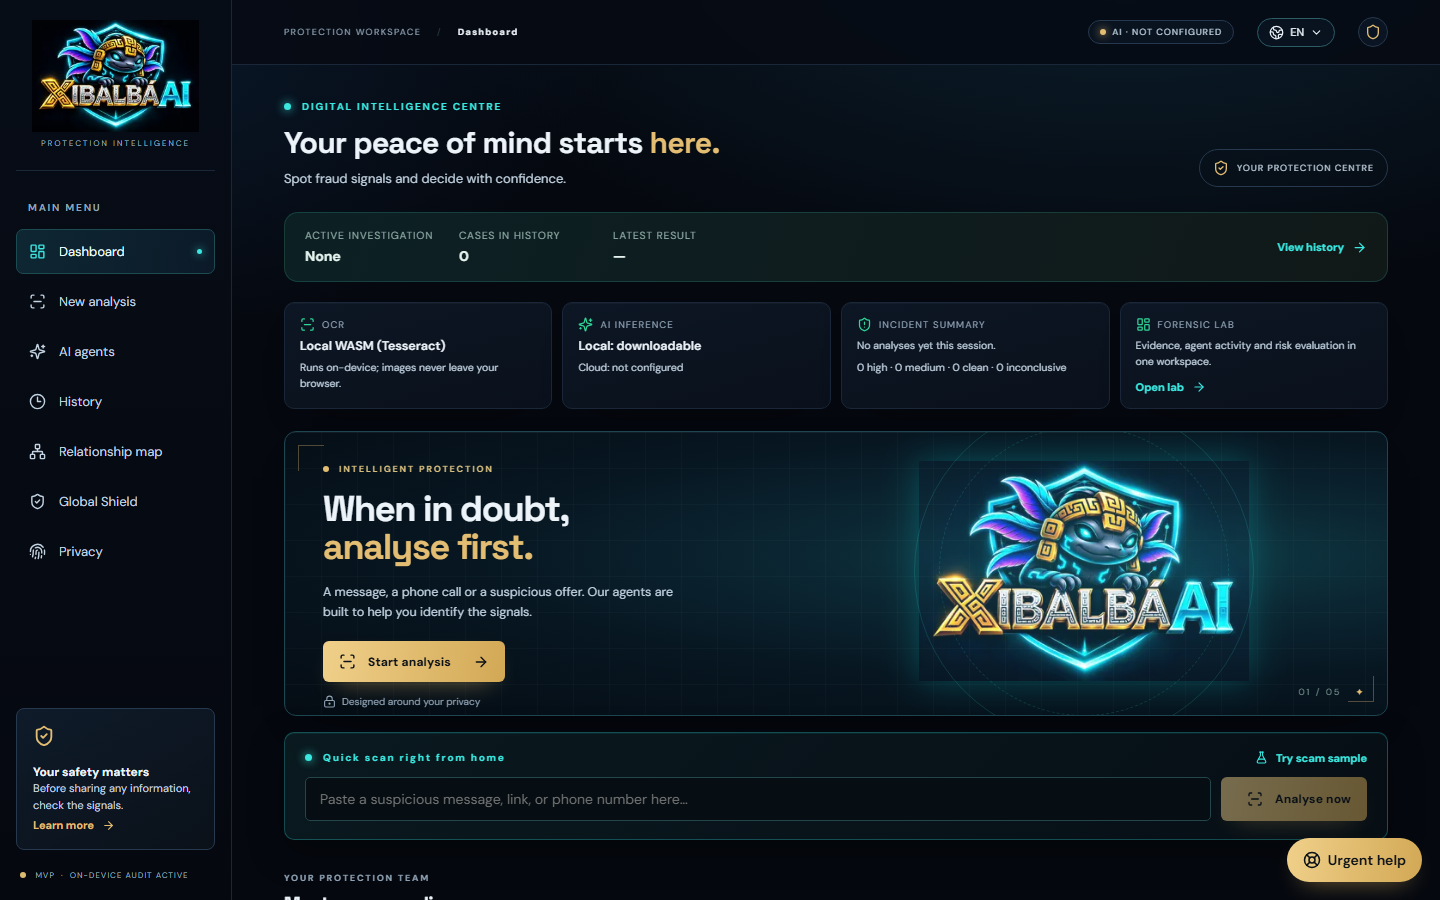 XIBALBÁ AI
PROTECTION INTELLIGENCE
MAIN MENU
Dashboard
New analysis
AI agents
History
Relationship map
Global Shield
Privacy
Your safety matters
Before sharing any information,
check the signals.
Learn more
MVP · ON-DEVICE AUDIT ACTIVE
PROTECTION WORKSPACE / Dashboard
AI · NOT CONFIGURED
EN
DIGITAL INTELLIGENCE CENTRE
Your peace of mind starts here.
Spot fraud signals and decide with confidence.
YOUR PROTECTION CENTRE
ACTIVE INVESTIGATION
None
CASES IN HISTORY
0
LATEST RESULT
—
View history
OCR
Local WASM (Tesseract)
Runs on-device; images never leave your
browser.
AI INFERENCE
Local: downloadable
Cloud: not configured
INCIDENT SUMMARY
No analyses yet this session.
0 high · 0 medium · 0 clean · 0 inconclusive
FORENSIC LAB
Evidence, agent activity and risk evaluation in
one workspace.
Open lab
INTELLIGENT PROTECTION
When in doubt,
analyse first.
A message, a phone call or a suspicious offer. Our agents are
built to help you identify the signals.
Start analysis
Designed around your privacy
XIBALBÁ AI
01 / 05
Quick scan right from home
Try scam sample
Paste a suspicious message, link, or phone number here...
Analyse now
Urgent help
YOUR PROTECTION TEAM